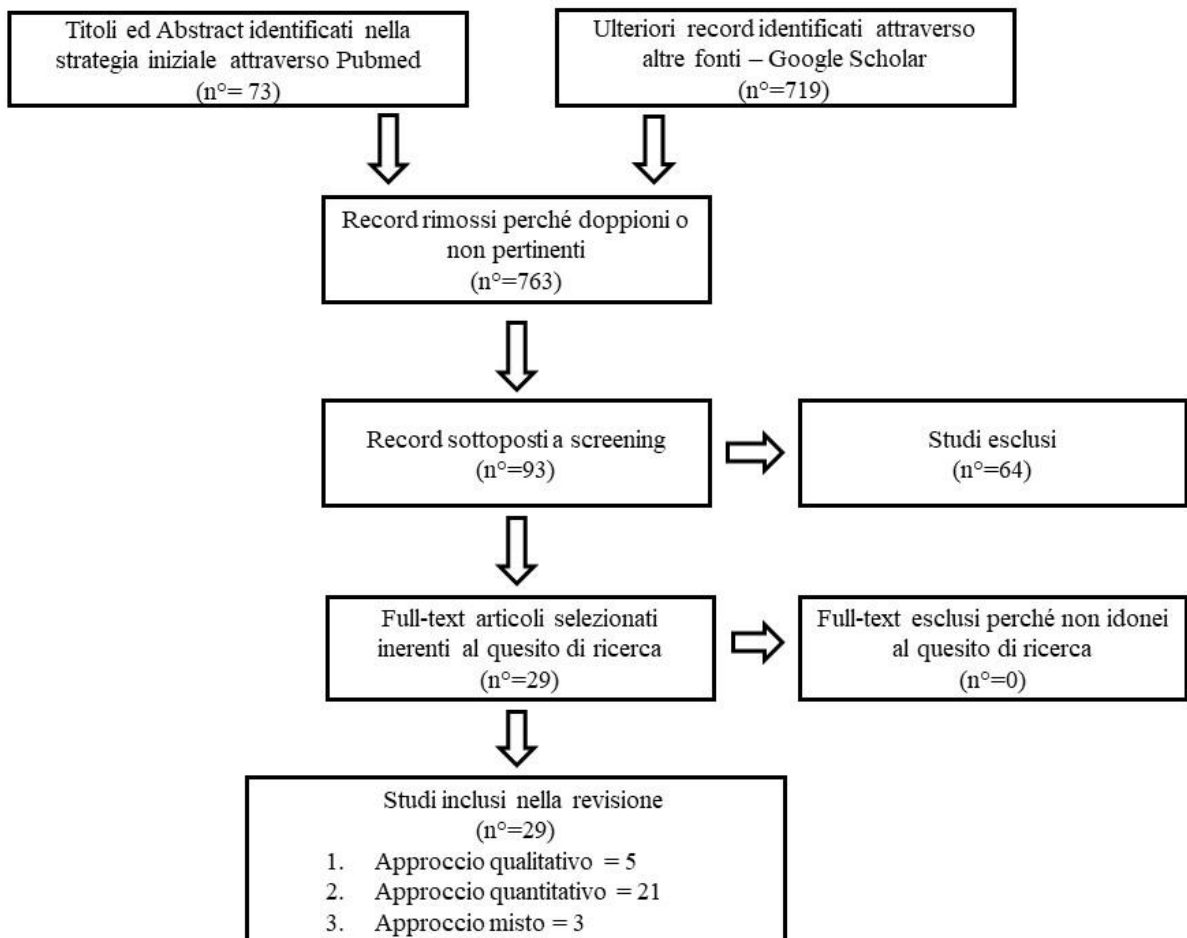 Titoli ed Abstract identificati nella
strategia iniziale attraverso Pubmed
(n°= 73)
Ulteriori record identificati attraverso
altre fonti – Google Scholar
(n°=719)
Record rimossi perché doppioni o
non pertinenti
(n°=763)
Record sottoposti a screening
(n°=93)
Studi esclusi
(n°=64)
Full-text articoli selezionati
inerenti al quesito di ricerca
(n°=29)
Full-text esclusi perché non idonei
al quesito di ricerca
(n°=0)
Studi inclusi nella revisione
(n°=29)
1. Approccio qualitativo = 5
2. Approccio quantitativo = 21
3. Approccio misto = 3